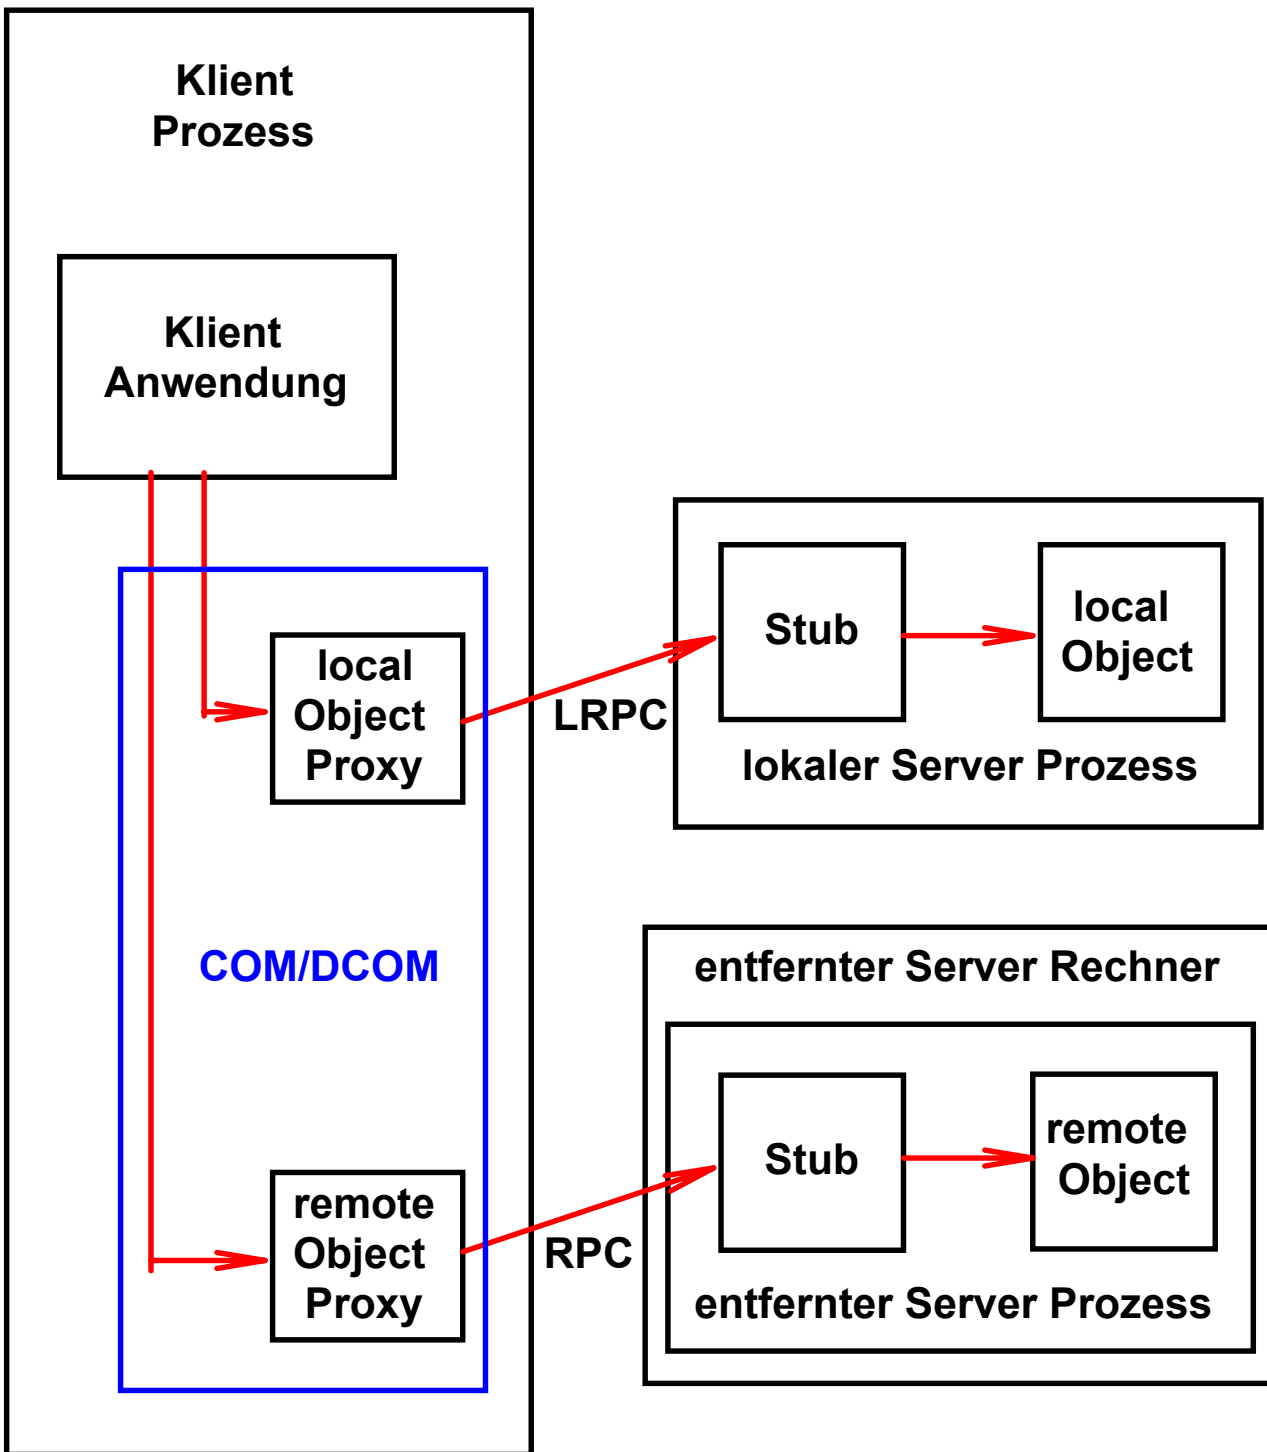 Klient
Prozess
Klient
Anwendung
local
Object
Proxy
LRPC
Stub
local
Object
lokaler Server Prozess
COM/DCOM
entfernter Server Rechner
remote
Object
Proxy
RPC
Stub
remote
Object
entfernter Server Prozess